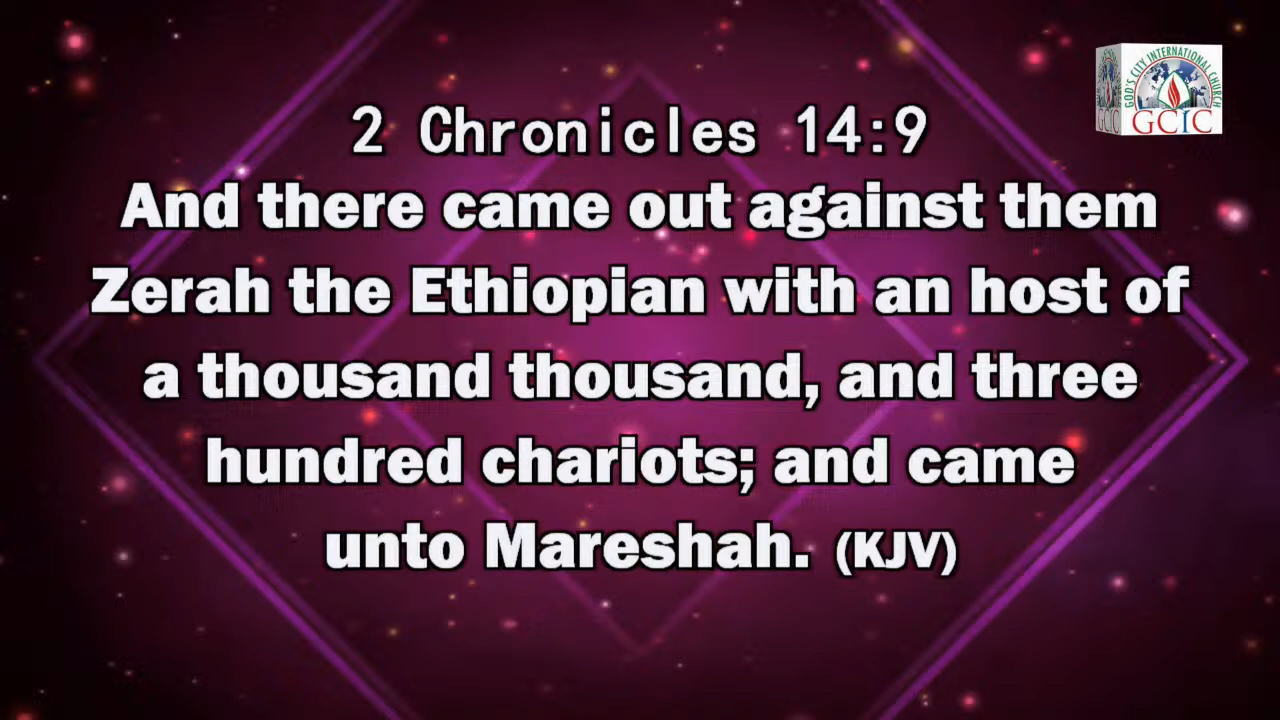 2 Chronicles 14:9
And there came out against them
Zerah the Ethiopian with an host of
a thousand thousand, and three
hundred chariots; and came
unto Mareshah. (KJV)
GOD'S CITY INTERNATIONAL CHURCH
GCIC